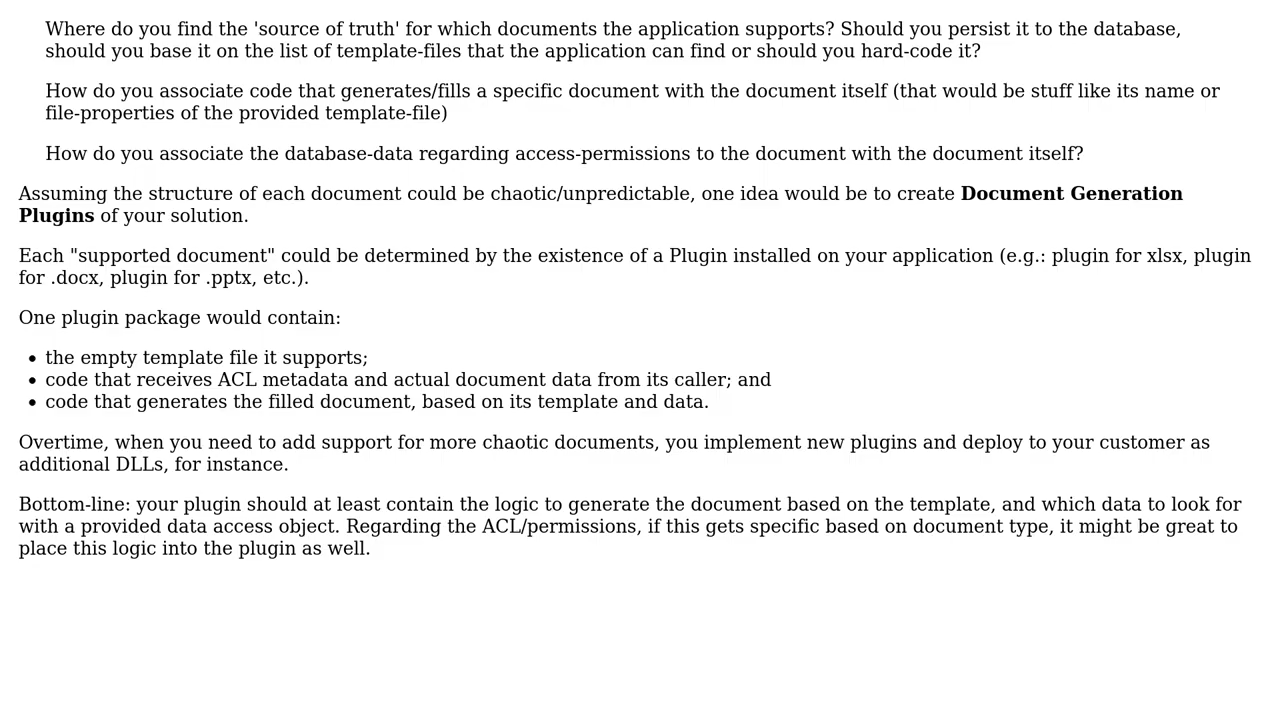 Where do you find the 'source of truth' for which documents the application supports? Should you persist it to the database,
should you base it on the list of template-files that the application can find or should you hard-code it?
How do you associate code that generates/fills a specific document with the document itself (that would be stuff like its name or
file-properties of the provided template-file)
How do you associate the database-data regarding access-permissions to the document with the document itself?
Assuming the structure of each document could be chaotic/unpredictable, one idea would be to create Document Generation
Plugins of your solution.
Each "supported document" could be determined by the existence of a Plugin installed on your application (e.g.: plugin for xlsx, plugin
for .docx, plugin for .pptx, etc.).
One plugin package would contain:
• the empty template file it supports;
• code that receives ACL metadata and actual document data from its caller; and
• code that generates the filled document, based on its template and data.
Overtime, when you need to add support for more chaotic documents, you implement new plugins and deploy to your customer as
additional DLLs, for instance.
Bottom-line: your plugin should at least contain the logic to generate the document based on the template, and which data to look for
with a provided data access object. Regarding the ACL/permissions, if this gets specific based on document type, it might be great to
place this logic into the plugin as well.